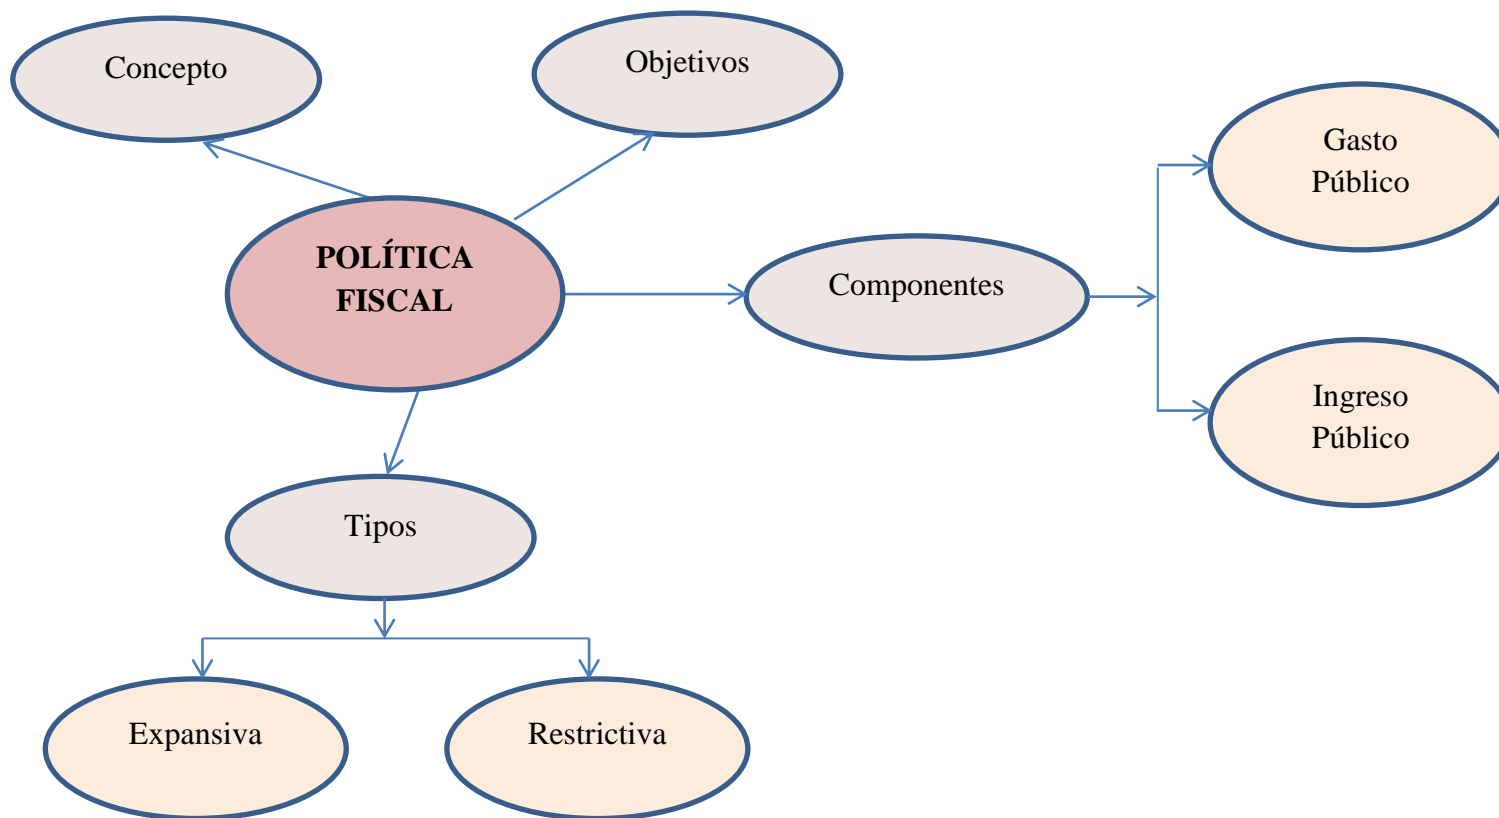 Concepto
Objetivos
Gasto
Público
POLÍTICA
FISCAL
Componentes
Ingreso
Público
Tipos
Expansiva
Restrictiva